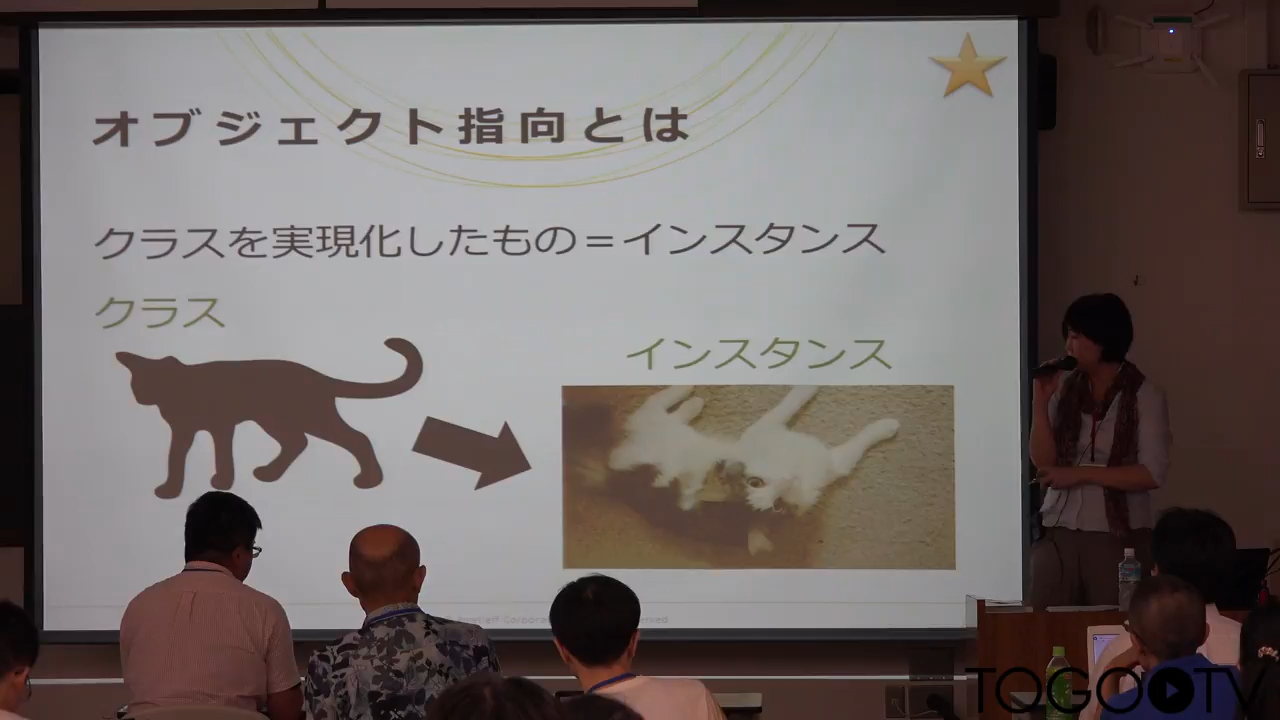 オブジェクト指向とは
クラスを実現化したもの＝インスタンス
クラス
インスタンス
TOGOTV